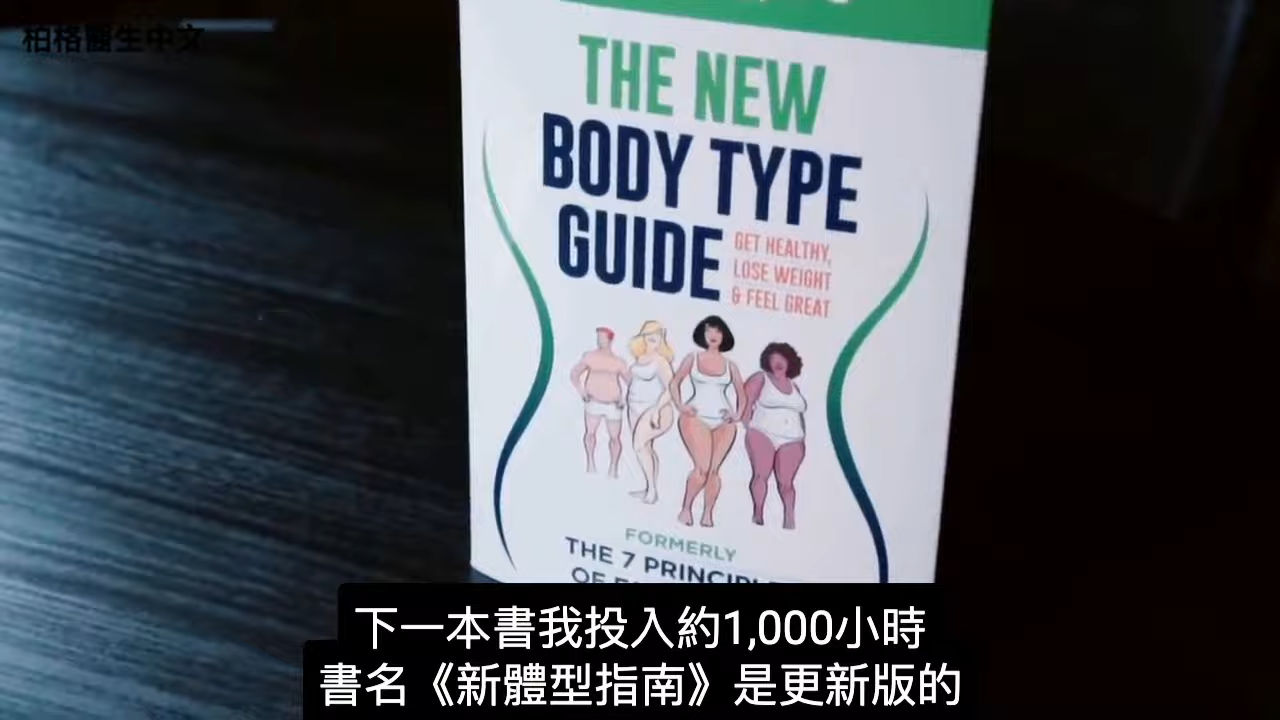 柏格醫生中文
THE NEW
BODY TYPE
GUIDE
GET HEALTHY,
LOSE WEIGHT
& FEEL GREAT
FORMERLY
THE 7
下一本書我投入約1,000小時
書名《新體型指南》是更新版的